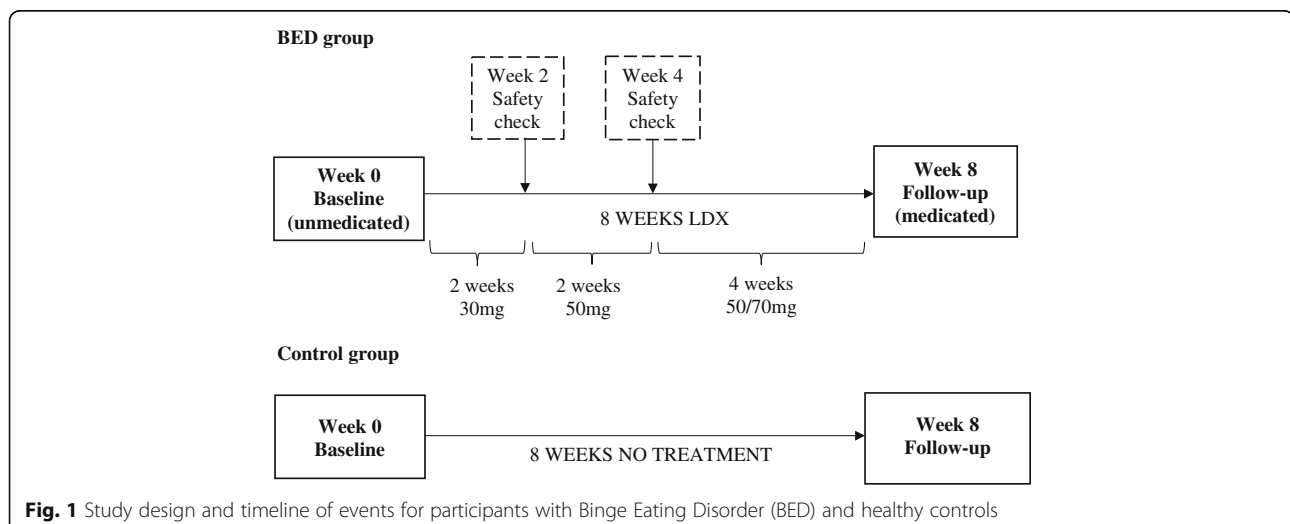 BED group
Week 2
Safety
check
Week 4
Safety
check
Week 0
Baseline
(unmedicated)
8 WEEKS LDX
Week 8
Follow-up
(medicated)
2 weeks
30mg
2 weeks
50mg
4 weeks
50/70mg
Control group
Week 0
Baseline
8 WEEKS NO TREATMENT
Week 8
Follow-up
Fig. 1 Study design and timeline of events for participants with Binge Eating Disorder (BED) and healthy controls